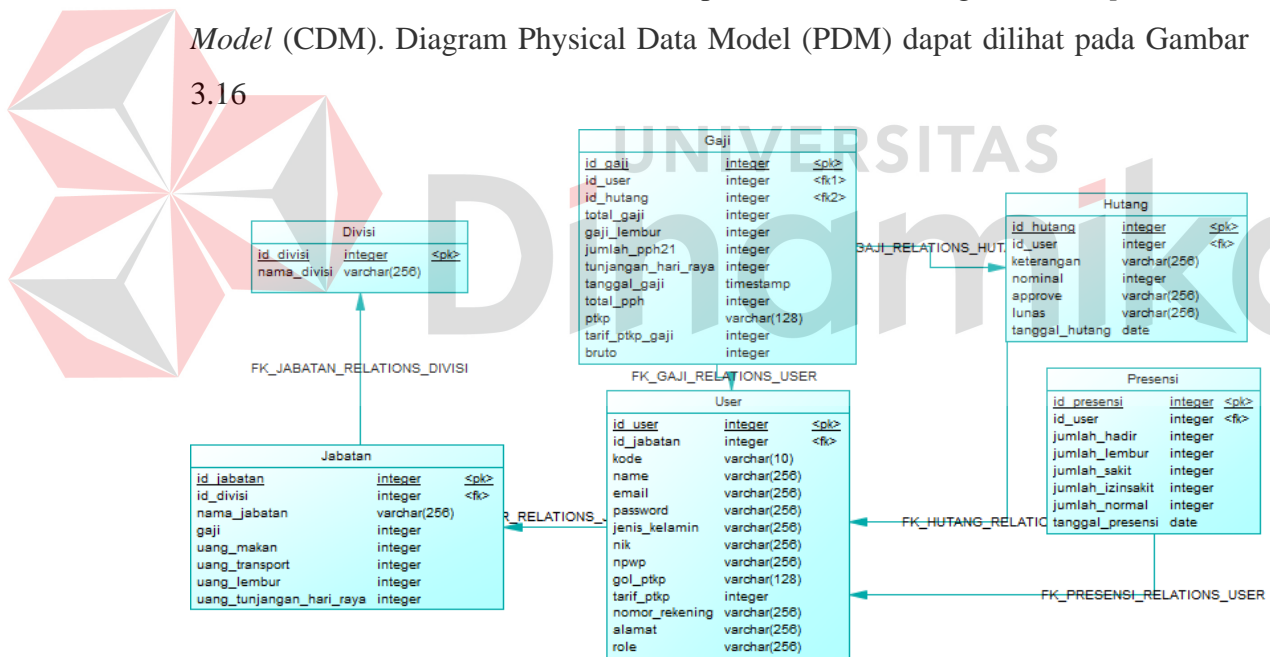 Model (CDM). Diagram Physical Data Model (PDM) dapat dilihat pada Gambar
3.16
UNIVERSITAS
Dinamika
Gaji
id_gaji integer <pk>
id_user integer <fk1>
id_hutang integer <fk2>
total_gaji integer
gaji_lembur integer
jumlah_pph21 integer
tunjangan_hari_raya integer
tanggal_gaji timestamp
total_pph integer
ptkp varchar(128)
tarif_ptkp_gaji integer
bruto integer
Hutang
id_hutang integer <pk>
id_user integer <fk>
keterangan varchar(256)
nominal integer
approve varchar(256)
lunas varchar(256)
tanggal_hutang date
GAJI_RELATIONS_HUT
Divisi
id_divisi integer <pk>
nama_divisi varchar(256)
FK_JABATAN_RELATIONS_DIVISI
FK_GAJI_RELATIONS_USER
Presensi
id_presensi integer <pk>
id_user integer <fk>
jumlah_hadir integer
jumlah_lembur integer
jumlah_sakit integer
jumlah_izinsakit integer
jumlah_normal integer
tanggal_presensi date
User
id_user integer <pk>
id_jabatan integer <fk>
kode varchar(10)
name varchar(256)
email varchar(256)
password varchar(256)
jenis_kelamin varchar(256)
nik varchar(256)
npwp varchar(256)
gol_ptkp varchar(128)
tarif_ptkp integer
nomor_rekening varchar(256)
alamat varchar(256)
role varchar(256)
Jabatan
id_jabatan integer <pk>
id_divisi integer <fk>
nama_jabatan varchar(256)
gaji integer
uang_makan integer
uang_transport integer
uang_lembur integer
uang_tunjangan_hari_raya integer
R_RELATIONS_J
FK_HUTANG_RELATIO
FK_PRESENSI_RELATIONS_USER